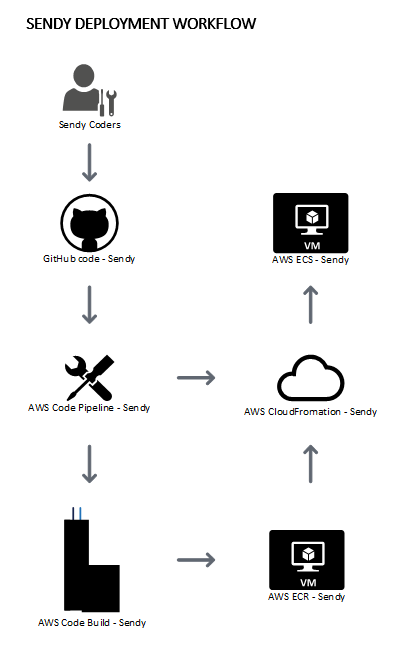 SENDY DEPLOYMENT WORKFLOW
Sendy Coders
GitHub code - Sendy
VM
AWS ECS - Sendy
AWS Code Pipeline - Sendy
AWS CloudFromation - Sendy
VM
AWS Code Build - Sendy
AWS ECR - Sendy